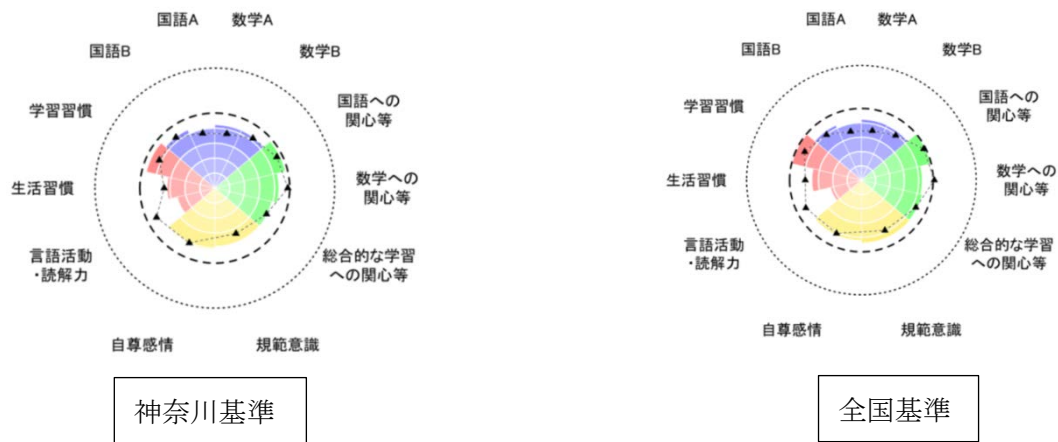 国語A
数学A
国語B
数学B
学習習慣
国語への
関心等
生活習慣
数学への
関心等
言語活動
・読解力
総合的な学習
への関心等
自尊感情
規範意識
神奈川基準
国語A
数学A
国語B
数学B
学習習慣
国語への
関心等
生活習慣
数学への
関心等
言語活動
・読解力
総合的な学習
への関心等
自尊感情
規範意識
全国基準